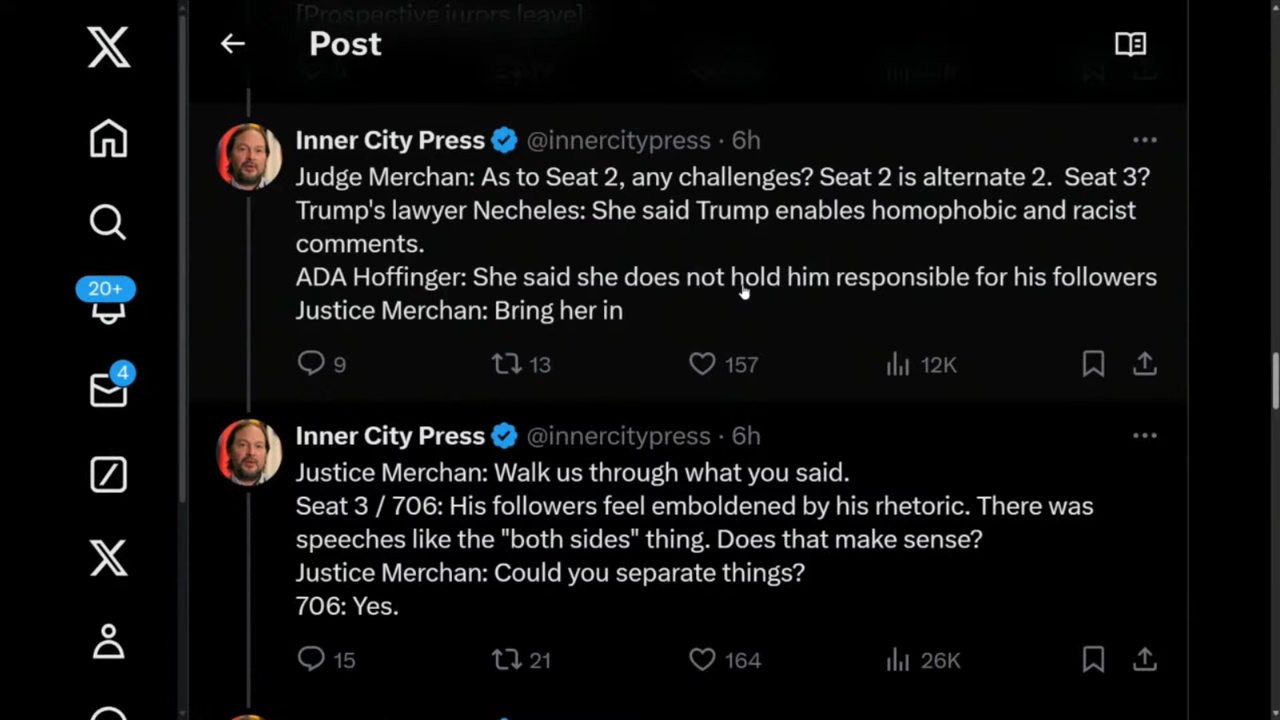 [Prospective jurors leave]
Post
Inner City Press @innercitypress · 6h
Judge Merchan: As to Seat 2, any challenges? Seat 2 is alternate 2.  Seat 3?
Trump's lawyer Necheles: She said Trump enables homophobic and racist
comments.
ADA Hoffinger: She said she does not hold him responsible for his followers
Justice Merchan: Bring her in
9 13 157 12K
20+
4
Inner City Press @innercitypress · 6h
Justice Merchan: Walk us through what you said.
Seat 3 / 706: His followers feel emboldened by his rhetoric. There was
speeches like the "both sides" thing. Does that make sense?
Justice Merchan: Could you separate things?
706: Yes.
15 21 164 26K